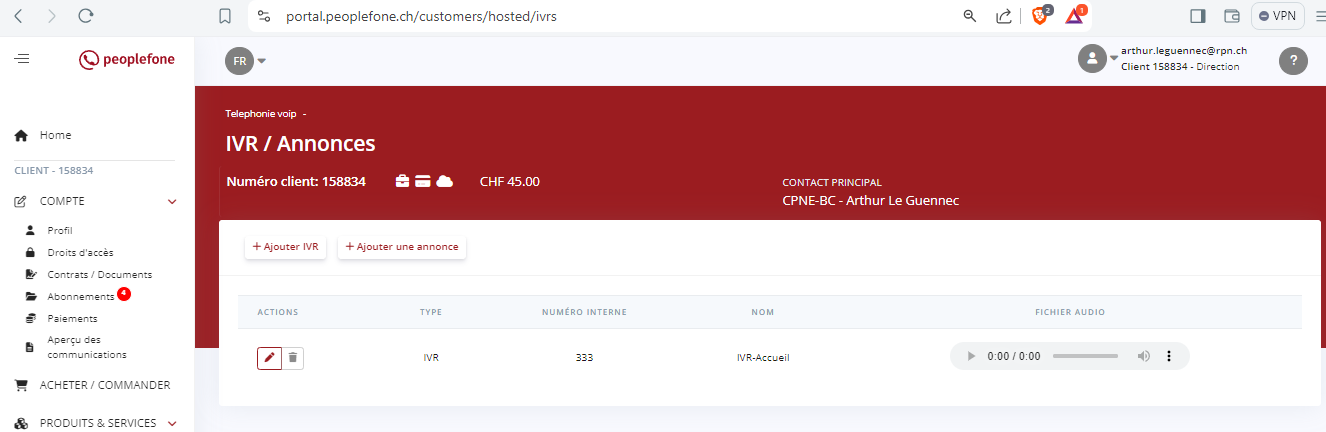 portal.peoplefone.ch/customers/hosted/ivrs
2
1
VPN
peoplefone
FR
arthur.leguennec@rpn.ch
Client 158834 - Direction
?
Home
CLIENT - 158834
COMPTE
Profil
Droits d'accès
Contrats / Documents
Abonnements 4
Paiements
Aperçu des
communications
ACHETER / COMMANDER
PRODUITS & SERVICES
Telephonie voip -
IVR / Annonces
Numéro client: 158834 CHF 45.00
CONTACT PRINCIPAL
CPNE-BC - Arthur Le Guennec
+ Ajouter IVR + Ajouter une annonce
ACTIONS TYPE NUMÉRO INTERNE NOM FICHIER AUDIO
IVR 333 IVR-Accueil 0:00 / 0:00